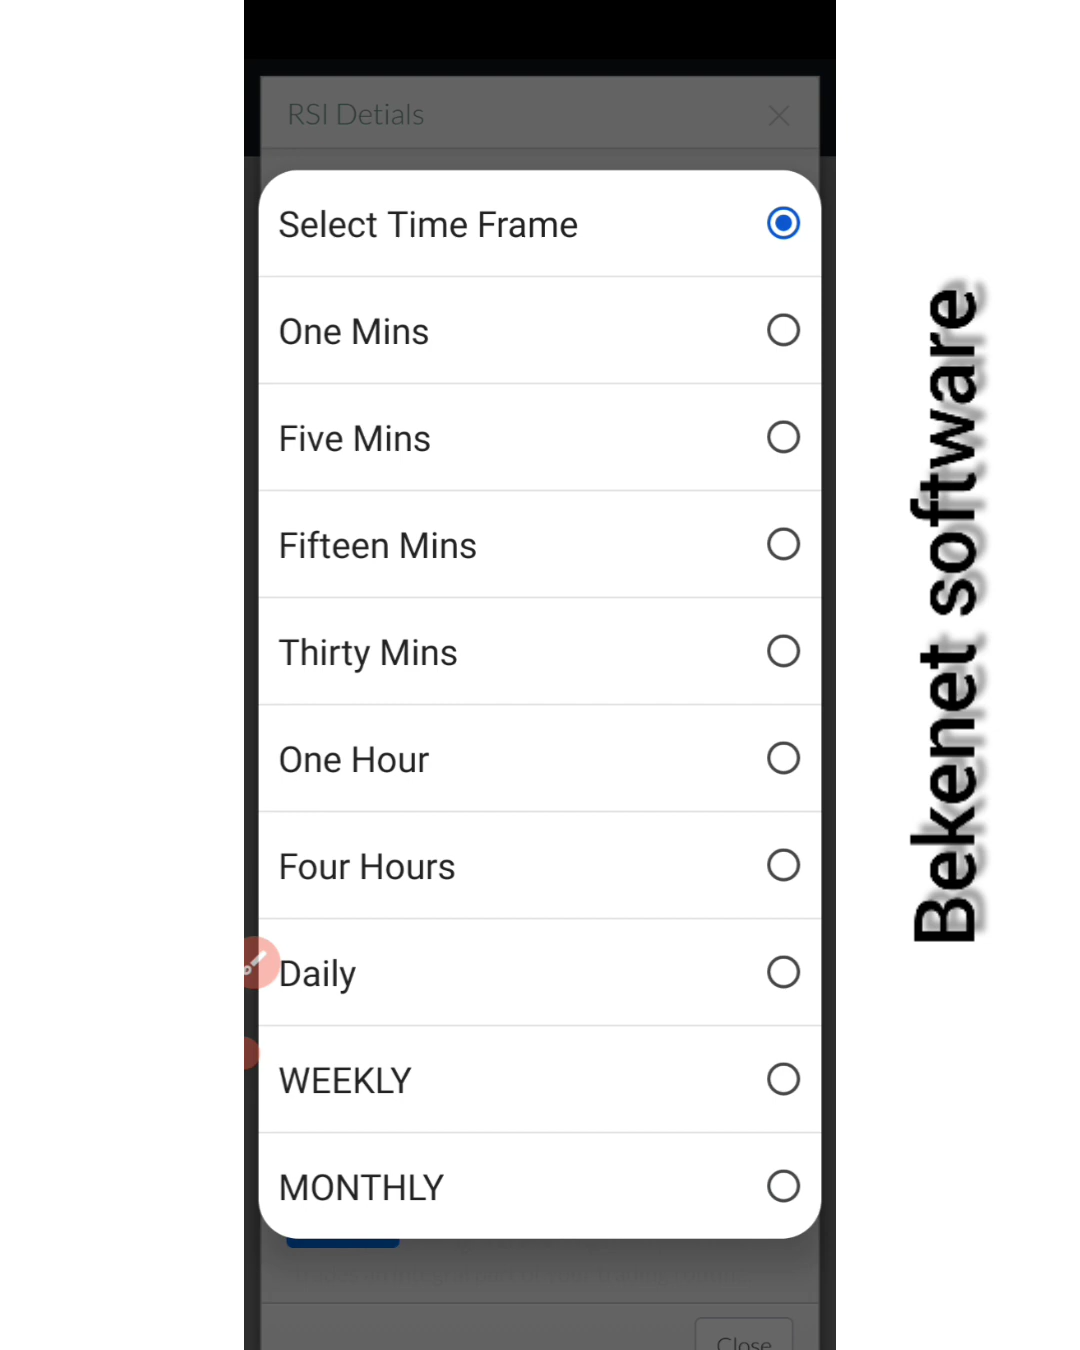 RSI Detials
Select Time Frame
One Mins
Five Mins
Fifteen Mins
Thirty Mins
One Hour
Four Hours
Daily
WEEKLY
MONTHLY
Close
Bekenet software